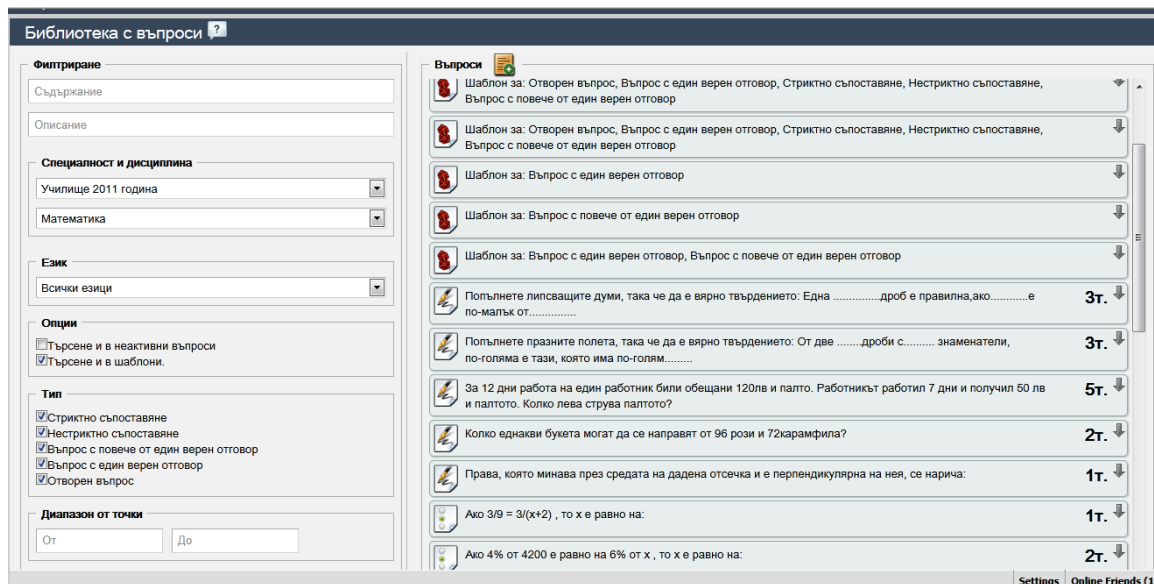 Библиотека с въпроси ?
Филтриране
Съдържание
Описание
Специалност и дисциплина
Училище 2011 година
Математика
Език
Всички езици
Опции
Търсене и в неактивни въпроси
Търсене и в шаблони.
Тип
Стриктно съпоставяне
Нестриктно съпоставяне
Въпрос с повече от един верен отговор
Въпрос с един верен отговор
Отворен въпрос
Диапазон от точки
От До
Въпроси
Шаблон за: Отворен въпрос, Въпрос с един верен отговор, Стриктно съпоставяне, Нестриктно съпоставяне,
Въпрос с повече от един верен отговор
Шаблон за: Отворен въпрос, Въпрос с един верен отговор, Стриктно съпоставяне, Нестриктно съпоставяне,
Въпрос с повече от един верен отговор
Шаблон за: Въпрос с един верен отговор
Шаблон за: Въпрос с повече от един верен отговор
Шаблон за: Въпрос с един верен отговор, Въпрос с повече от един верен отговор
Попълнете липсващите думи, така че да е вярно твърдението: Една ...............дроб е правилна,ако............е 3т.
по-малък от...............
Попълнете празните полета, така че да е вярно твърдението: От две ........дроби с.......... знаменатели, 3т.
по-голяма е тази, която има по-голям.........
За 12 дни работа на един работник били обещани 120лв и палто. Работникът работил 7 дни и получил 50 лв 5т.
и палтото. Колко лева струва палтото?
Колко еднакви букета могат да се направят от 96 рози и 72карамфила? 2т.
Права, която минава през средата на дадена отсечка и е перпендикулярна на нея, се нарича: 1т.
Ако 3/9 = 3/(x+2) , то x е равно на: 1т.
Ако 4% от 4200 е равно на 6% от x , то x е равно на: 2т.
Settings Online Friends (1